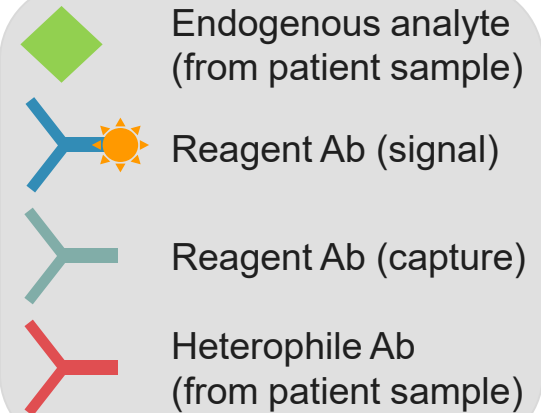 Endogenous analyte
(from patient sample)
Reagent Ab (signal)
Reagent Ab (capture)
Heterophile Ab
(from patient sample)